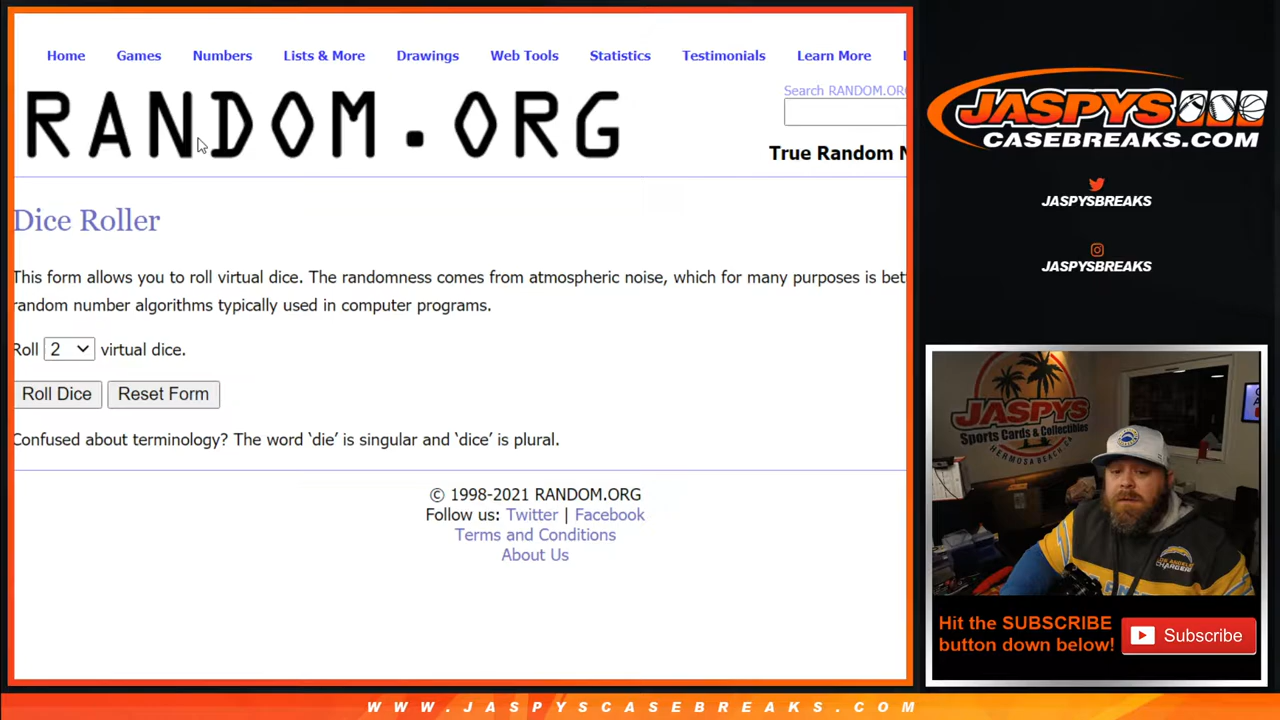 Home Games Numbers Lists & More Drawings Web Tools Statistics Testimonials Learn More
RANDOM.ORG
Search RANDOM.ORG
True Random
Dice Roller
This form allows you to roll virtual dice. The randomness comes from atmospheric noise, which for many purposes is bet
random number algorithms typically used in computer programs.
Roll 2 virtual dice.
Roll Dice Reset Form
Confused about terminology? The word ‘die’ is singular and ‘dice’ is plural.
© 1998-2021 RANDOM.ORG
Follow us: Twitter | Facebook
Terms and Conditions
About Us
JASPYS
CASEBREAKS.COM
JASPYSBREAKS
JASPYSBREAKS
JASPYS
Sports Cards & Collectibles
HERMOSA BEACH, CA
LOS ANGELES
CHARGERS
Hit the SUBSCRIBE
button down below!
Subscribe
WWW.JASPYSCASEBREAKS.COM